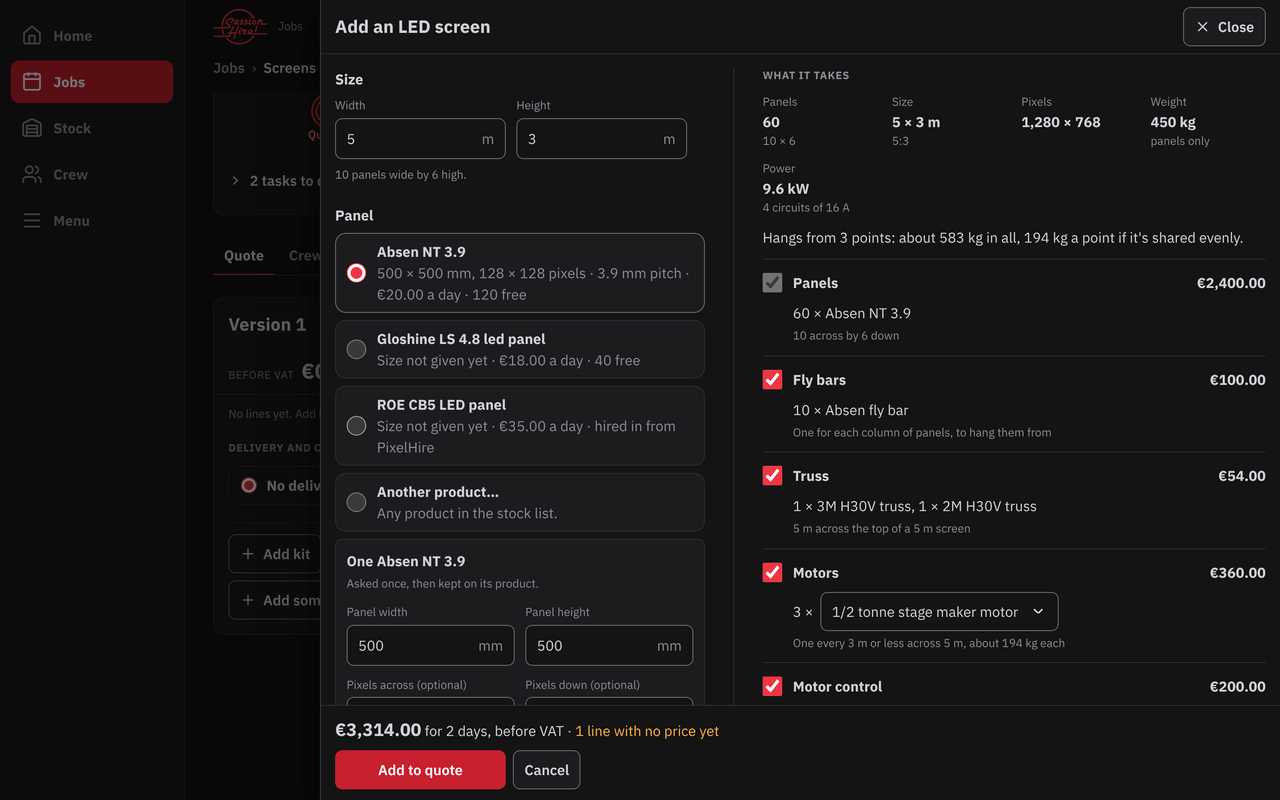 Home
Jobs
Stock
Crew
Menu
Passion Hire!
Jobs
Jobs › Screens
Qu
2 tasks to
Quote
Crew
Version 1
BEFORE VAT
No lines yet. Add
DELIVERY AND
No deliv
Add kit
Add som
Add an LED screen
Close
Size
Width
Height
5 m
3 m
10 panels wide by 6 high.
Panel
Absen NT 3.9
500 × 500 mm, 128 × 128 pixels · 3.9 mm pitch ·
€20.00 a day · 120 free
Gloshine LS 4.8 led panel
Size not given yet · €18.00 a day · 40 free
ROE CB5 LED panel
Size not given yet · €35.00 a day · hired in from
PixelHire
Another product...
Any product in the stock list.
One Absen NT 3.9
Asked once, then kept on its product.
Panel width
Panel height
500 mm
500 mm
Pixels across (optional)
Pixels down (optional)
WHAT IT TAKES
Panels
60
10 × 6
Size
5 × 3 m
5:3
Pixels
1,280 × 768
Weight
450 kg
panels only
Power
9.6 kW
4 circuits of 16 A
Hangs from 3 points: about 583 kg in all, 194 kg a point if it's shared evenly.
Panels €2,400.00
60 × Absen NT 3.9
10 across by 6 down
Fly bars €100.00
10 × Absen fly bar
One for each column of panels, to hang them from
Truss €54.00
1 × 3M H30V truss, 1 × 2M H30V truss
5 m across the top of a 5 m screen
Motors €360.00
3 × 1/2 tonne stage maker motor
One every 3 m or less across 5 m, about 194 kg each
Motor control €200.00
€3,314.00 for 2 days, before VAT · 1 line with no price yet
Add to quote
Cancel